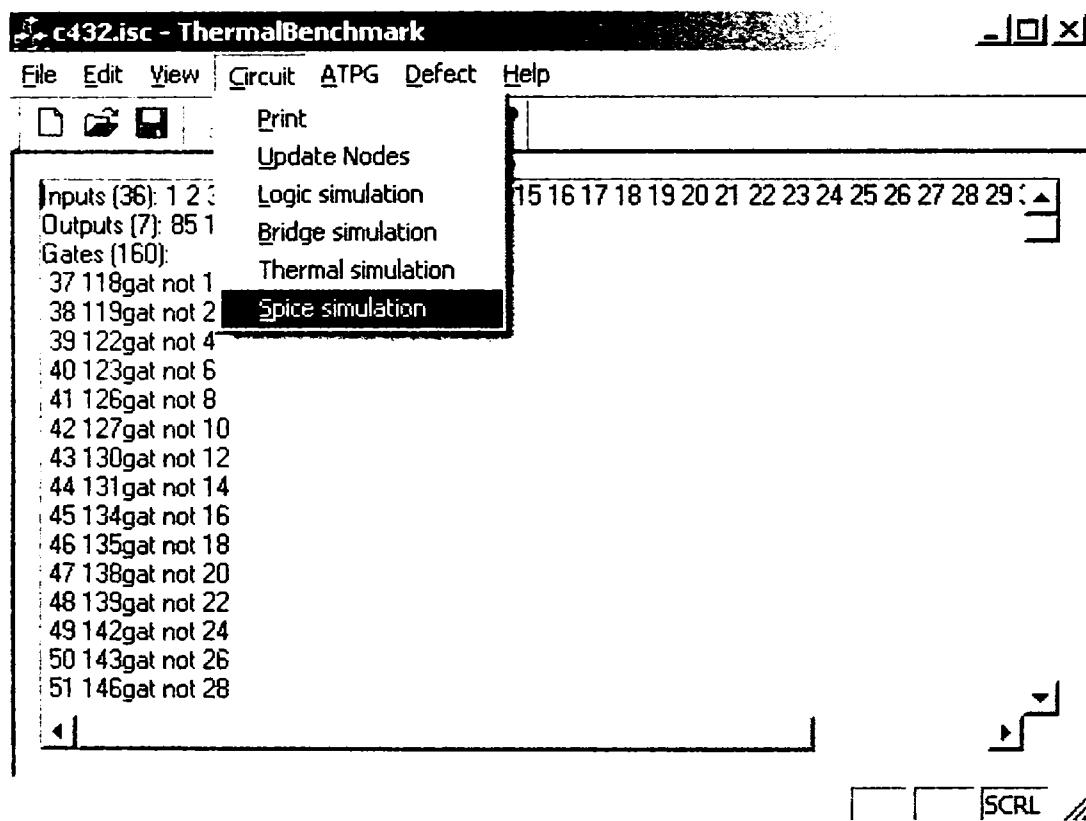 c432.isc - ThermalBenchmark
File Edit View Circuit ATPG Defect Help
Print
Update Nodes
Logic simulation
Bridge simulation
Thermal simulation
Spice simulation
Inputs (36): 1 2 15 16 17 18 19 20 21 22 23 24 25 26 27 28 29
Outputs (7): 85 1
Gates (160):
37 118gat not 1
38 119gat not 2
39 122gat not 4
40 123gat not 6
41 126gat not 8
42 127gat not 10
43 130gat not 12
44 131gat not 14
45 134gat not 16
46 135gat not 18
47 138gat not 20
48 139gat not 22
49 142gat not 24
50 143gat not 26
51 146gat not 28
SCRL